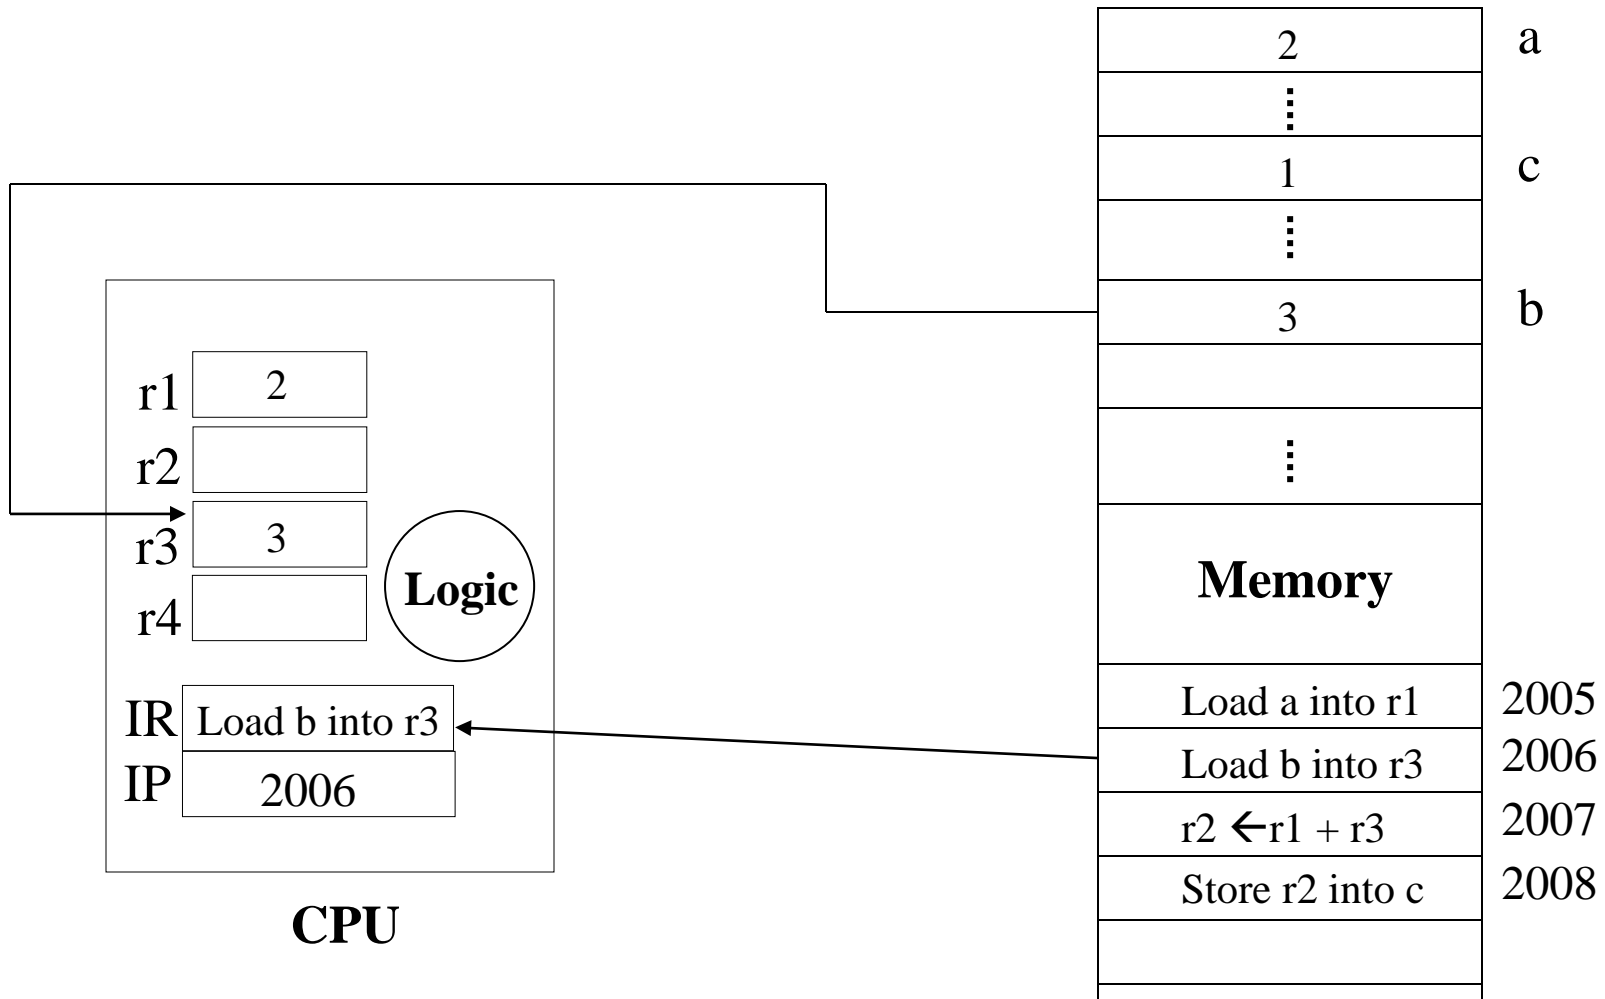 2 a
1 c
3 b
r1 2
r2
r3 3
r4
Logic
Memory
IR Load b into r3
IP 2006
CPU
Load a into r1 2005
Load b into r3 2006
r2 ←r1 + r3 2007
Store r2 into c 2008